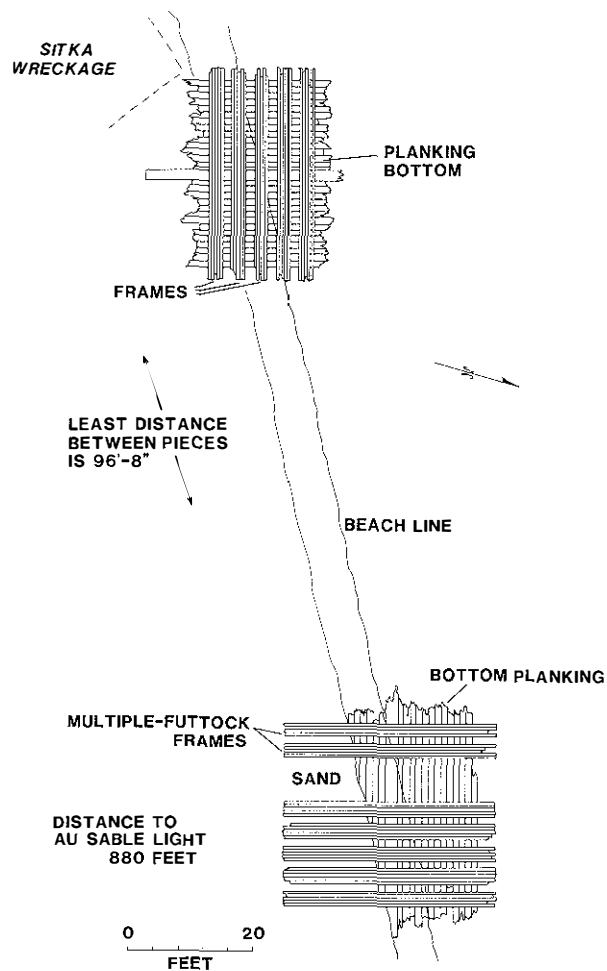 SITKA
WRECKAGE
PLANKING
BOTTOM
FRAMES
N
LEAST DISTANCE
BETWEEN PIECES
IS 96'-8"
BEACH LINE
BOTTOM PLANKING
MULTIPLE-FUTTOCK
FRAMES
SAND
DISTANCE TO
AU SABLE LIGHT
880 FEET
0 20
FEET